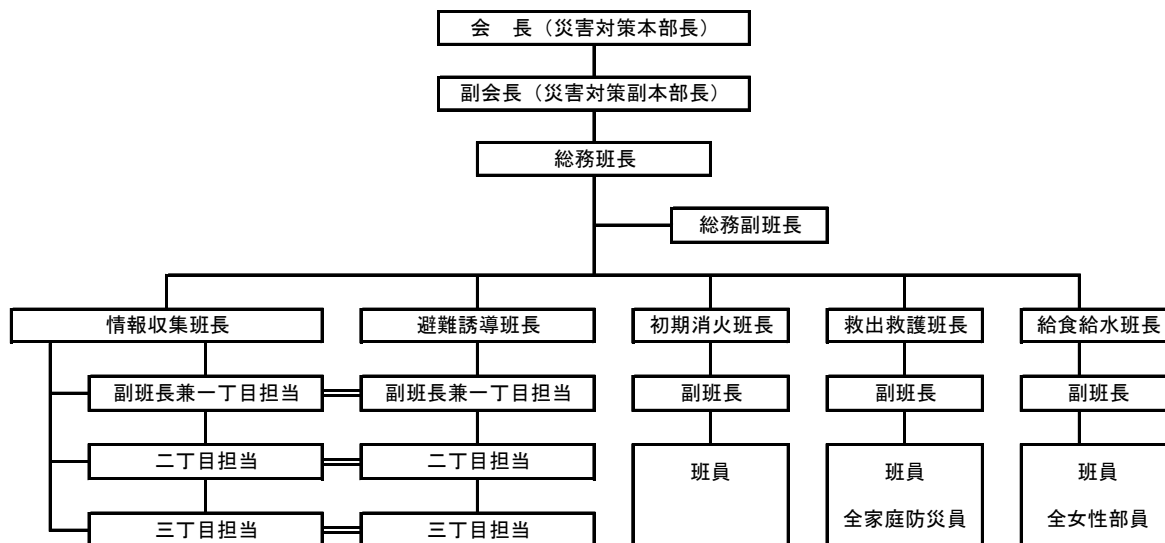 会　長（災害対策本部長）
副会長（災害対策副本部長）
総務班長
総務副班長
情報収集班長
避難誘導班長
初期消火班長
救出救護班長
給食給水班長
副班長兼一丁目担当
副班長兼一丁目担当
副班長
副班長
副班長
二丁目担当
二丁目担当
班員
班員
全家庭防災員
班員
全女性部員
三丁目担当
三丁目担当